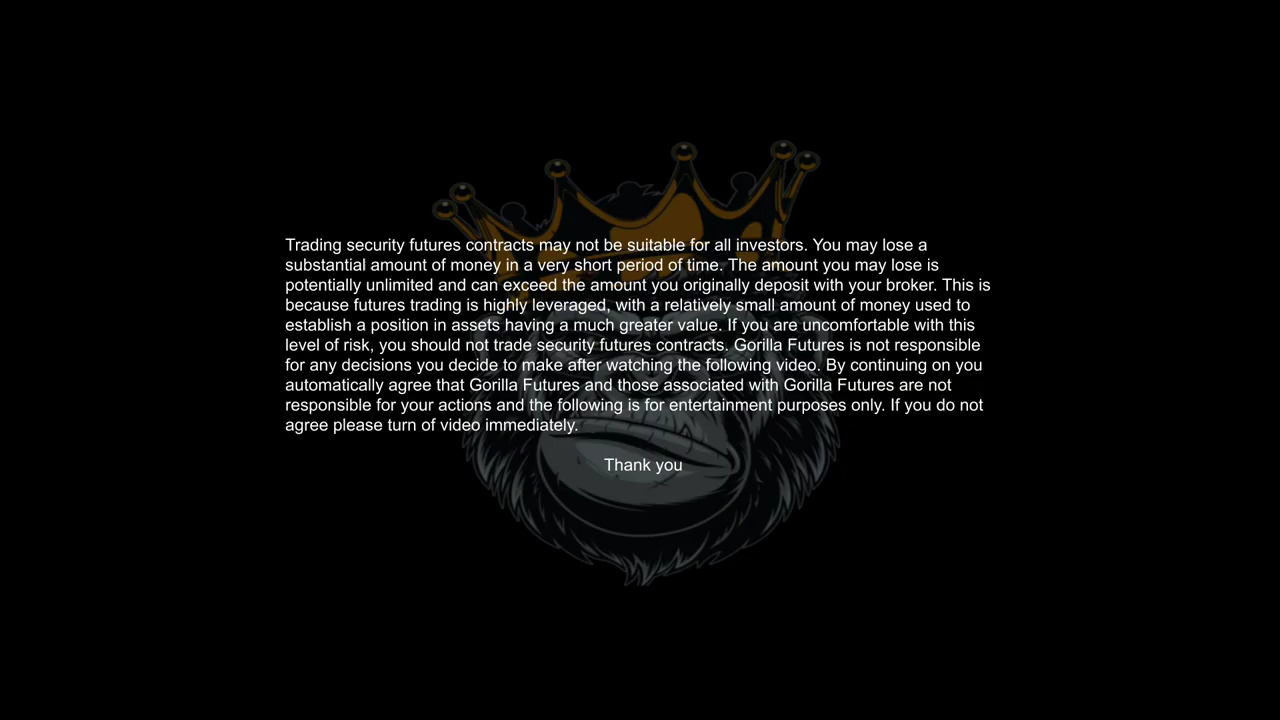 Trading security futures contracts may not be suitable for all investors. You may lose a
substantial amount of money in a very short period of time. The amount you may lose is
potentially unlimited and can exceed the amount you originally deposit with your broker. This is
because futures trading is highly leveraged, with a relatively small amount of money used to
establish a position in assets having a much greater value. If you are uncomfortable with this
level of risk, you should not trade security futures contracts. Gorilla Futures is not responsible
for any decisions you decide to make after watching the following video. By continuing on you
automatically agree that Gorilla Futures and those associated with Gorilla Futures are not
responsible for your actions and the following is for entertainment purposes only. If you do not
agree please turn of video immediately.
Thank you